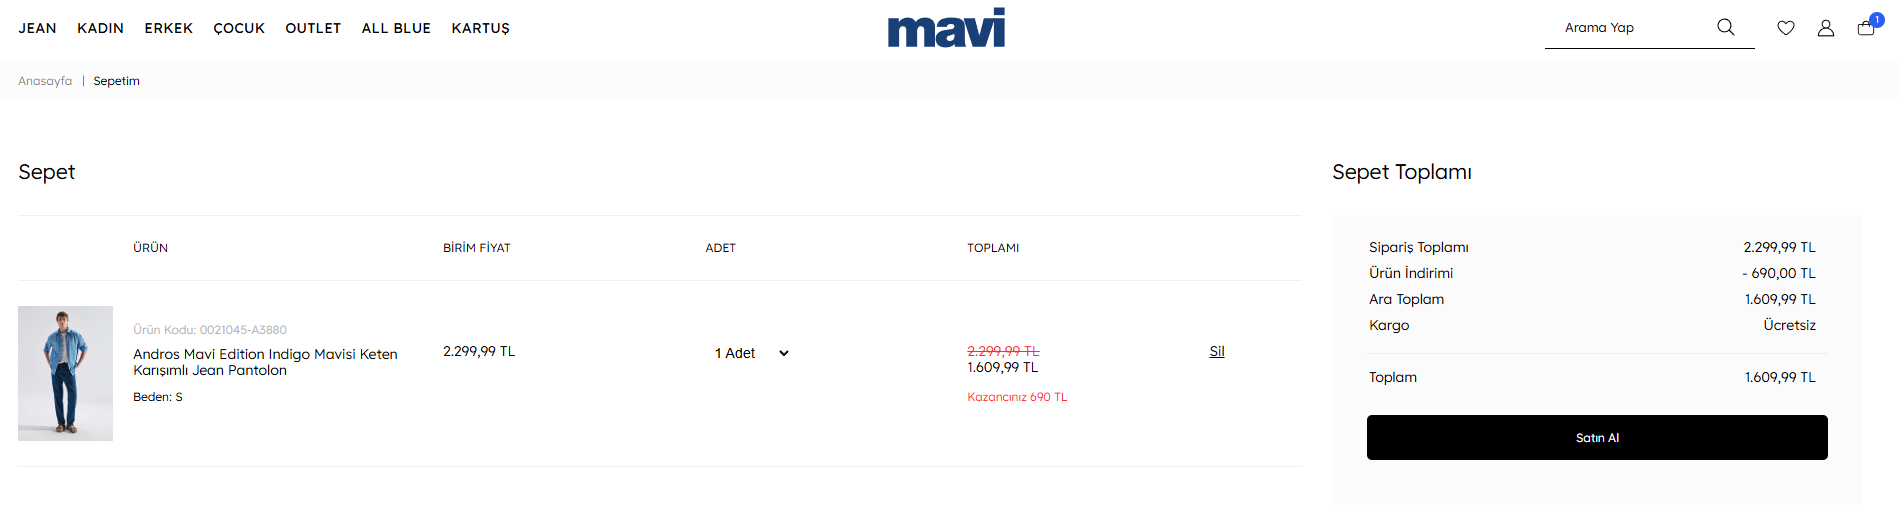 JEAN KADIN ERKEK ÇOCUK OUTLET ALL BLUE KARTUŞ
mavi
Arama Yap
1
Anasayfa | Sepetim
Sepet
ÜRÜN BİRİM FİYAT ADET TOPLAMI
Ürün Kodu: 0021045-A3880
Andros Mavi Edition Indigo Mavisi Keten
Karışımlı Jean Pantolon
Beden: S
2.299,99 TL
1 Adet
2.299,99 TL
1.609,99 TL
Kazancınız 690 TL
Sil
Sepet Toplamı
Sipariş Toplamı 2.299,99 TL
Ürün İndirimi - 690,00 TL
Ara Toplam 1.609,99 TL
Kargo Ücretsiz
Toplam 1.609,99 TL
Satın Al